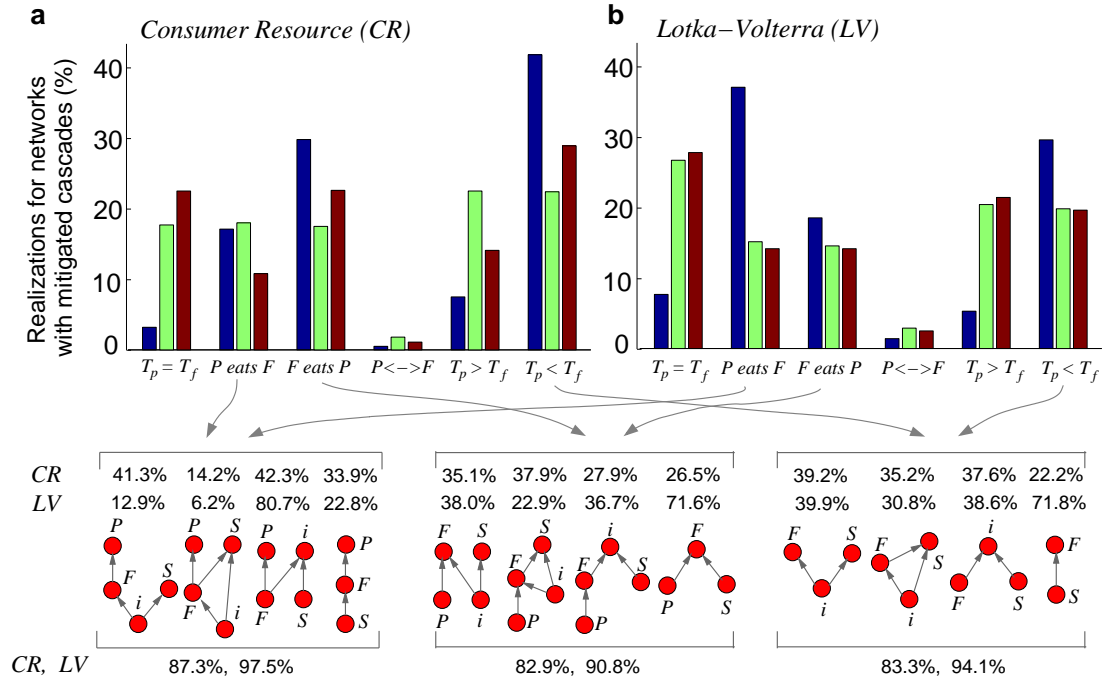 a
Consumer Resource (CR)
b
Lotka−Volterra (LV)
Realizations for networks
with mitigated cascades (%)
40
30
20
10
0
T_p = T_f P eats F F eats P P<−>F T_p > T_f T_p < T_f
40
30
20
10
0
T_p = T_f P eats F F eats P P<−>F T_p > T_f T_p < T_f
CR 41.3% 14.2% 42.3% 33.9% 35.1% 37.9% 27.9% 26.5% 39.2% 35.2% 37.6% 22.2%
LV 12.9% 6.2% 80.7% 22.8% 38.0% 22.9% 36.7% 71.6% 39.9% 30.8% 38.6% 71.8%
P P S P i P F S S i F F S F S i F
F S F F F i F S
i F i F S S P i P P P S i i F S S
CR, LV 87.3%, 97.5% 82.9%, 90.8% 83.3%, 94.1%